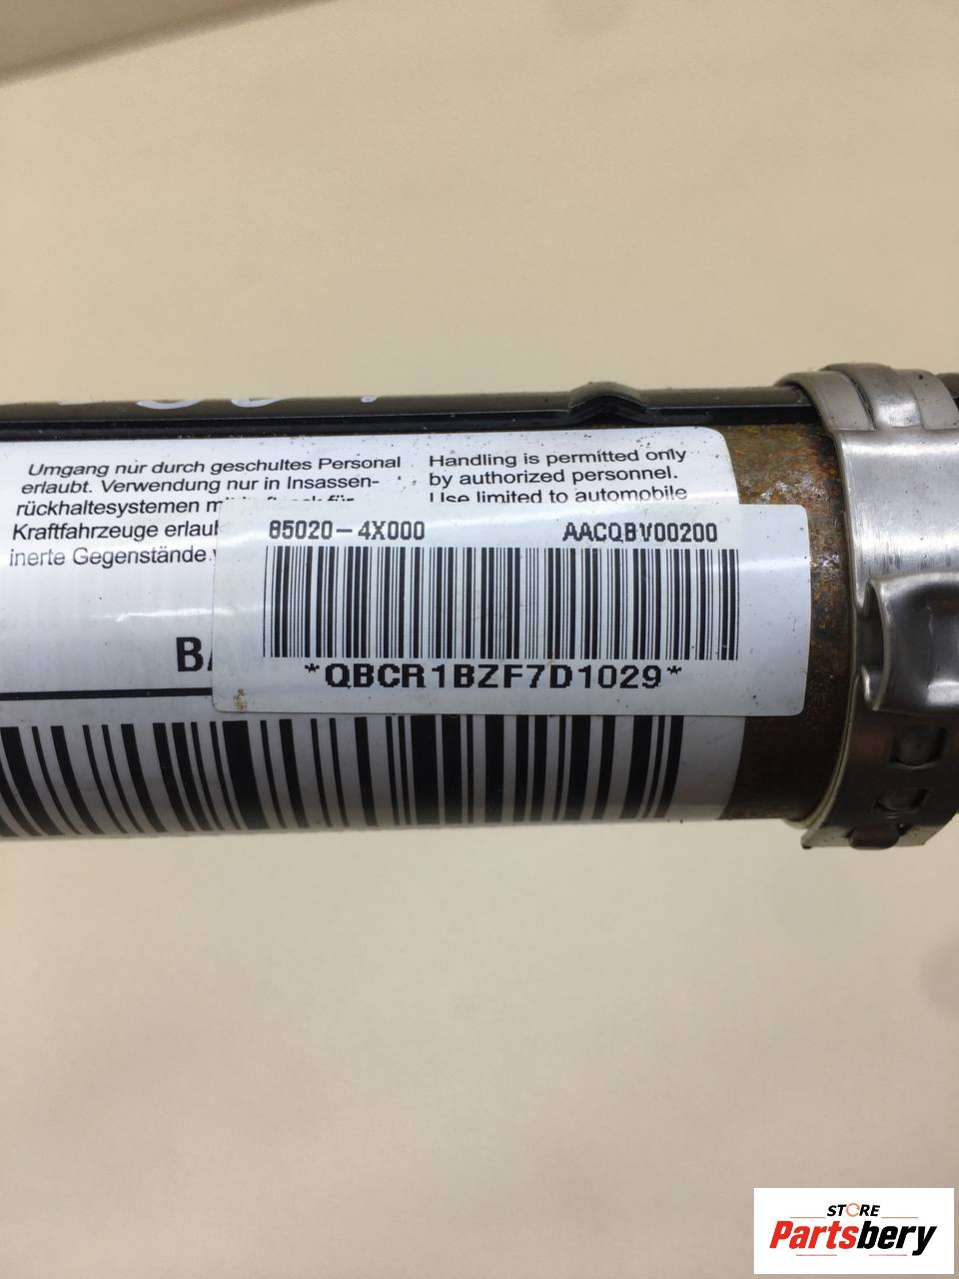 Umgang nur durch geschultes Personal
erlaubt. Verwendung nur in Insassen-
rückhaltesystemen
Kraftfahrzeuge
inerte Gegenstände
Handling is permitted only
by authorized personnel.
Use limited to automobile
85020-4X000 AACQBV00200
*QBCR1BZF7D1029*
STORE
Partsbery